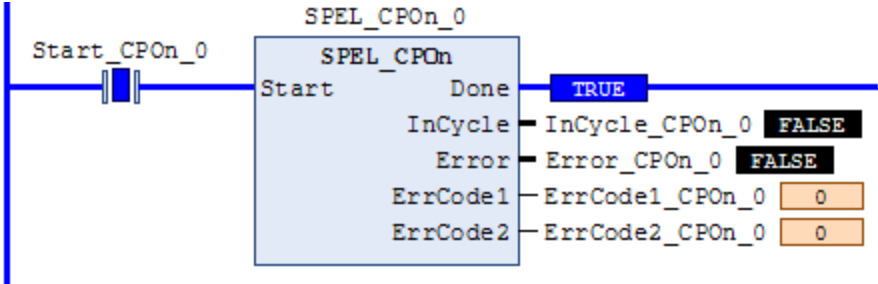 SPEL_CPOn_0
Start_CPOn_0
SPEL_CPOn
Start Done TRUE
InCycle InCycle_CPOn_0 FALSE
Error Error_CPOn_0 FALSE
ErrCode1 ErrCode1_CPOn_0 0
ErrCode2 ErrCode2_CPOn_0 0